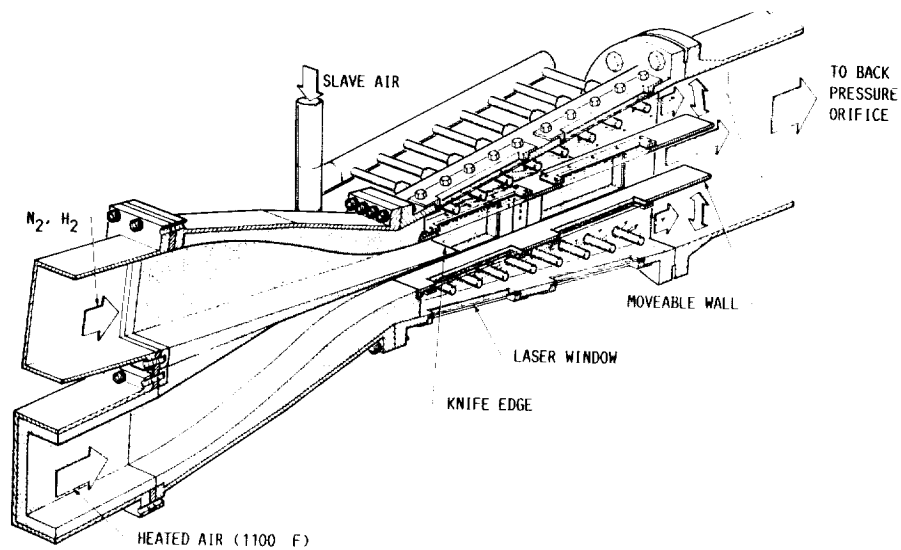 SLAVE AIR
TO BACK
PRESSURE
ORIFICE
N₂. H₂
MOVEABLE WALL
LASER WINDOW
KNIFE EDGE
HEATED AIR (1100 F)